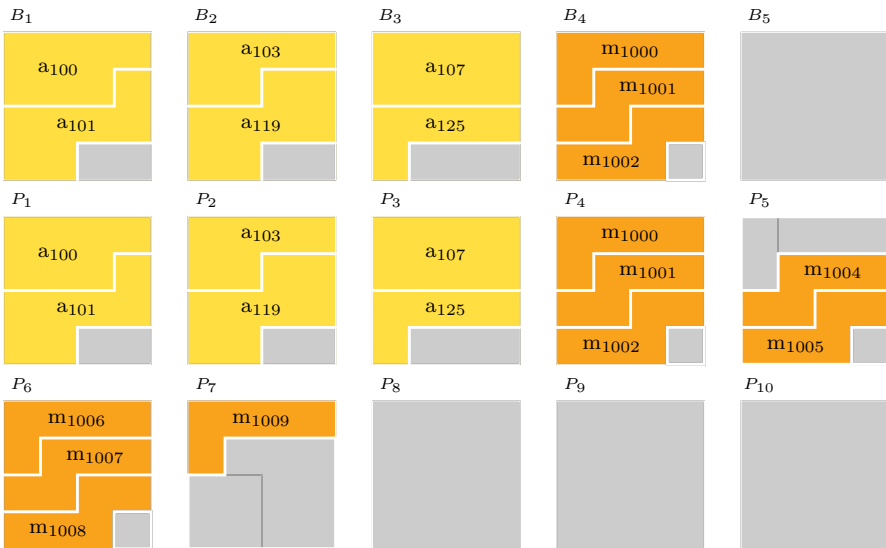 B₁ B₂ B₃ B₄ B₅
a₁₀₀ a₁₀₃ a₁₀₇ m₁₀₀₀
m₁₀₀₁
a₁₀₁ a₁₁₉ a₁₂₅
m₁₀₀₂
P₁ P₂ P₃ P₄ P₅
a₁₀₀ a₁₀₃ a₁₀₇ m₁₀₀₀
m₁₀₀₁ m₁₀₀₄
a₁₀₁ a₁₁₉ a₁₂₅
m₁₀₀₂ m₁₀₀₅
P₆ P₇ P₈ P₉ P₁₀
m₁₀₀₆ m₁₀₀₉
m₁₀₀₇
m₁₀₀₈